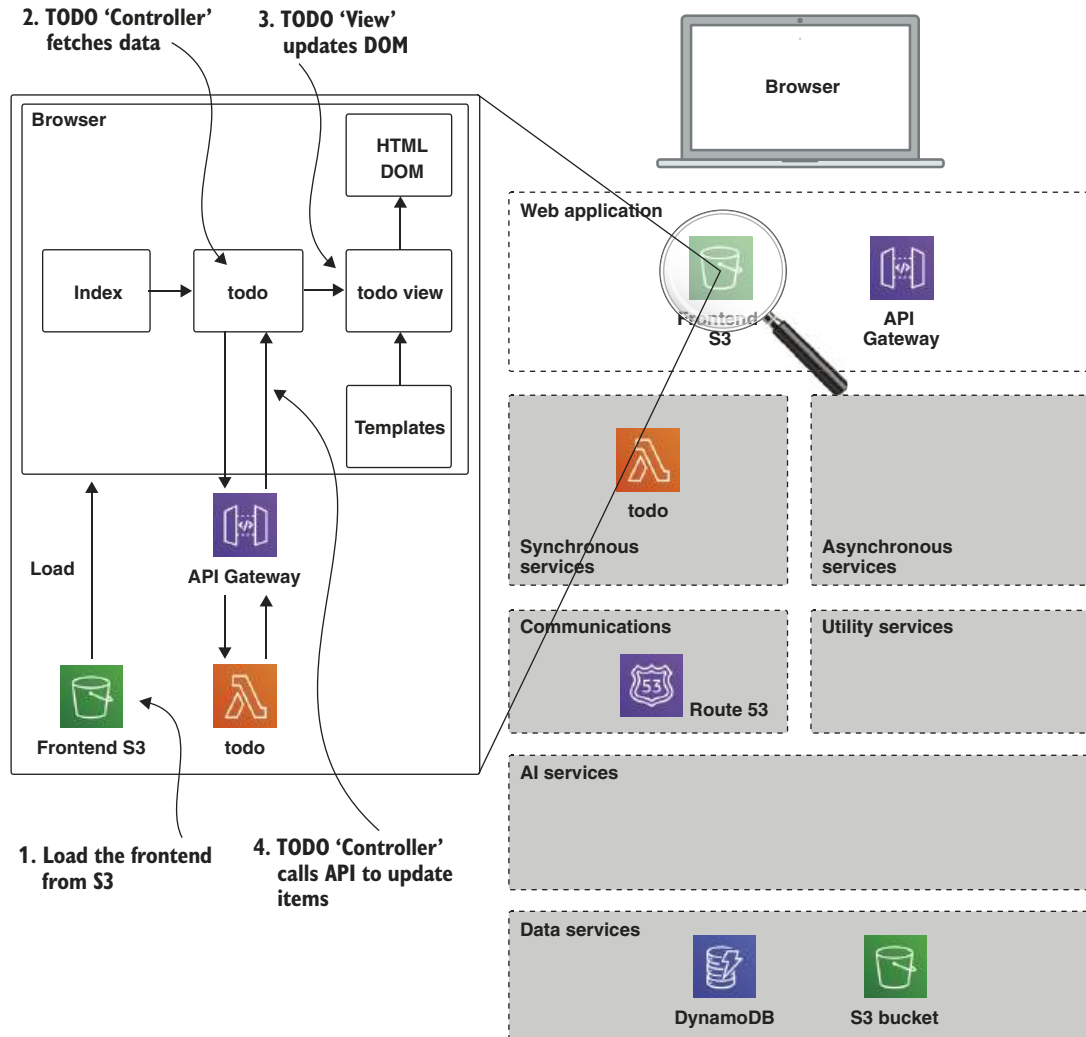 2. TODO ‘Controller’
fetches data
3. TODO ‘View’
updates DOM
Browser
HTML
DOM
Index
todo
todo view
Templates
Load
API Gateway
Frontend S3
todo
1. Load the frontend
from S3
4. TODO ‘Controller’
calls API to update
items
Browser
Web application
Frontend
S3
API
Gateway
todo
Synchronous
services
Asynchronous
services
Communications
53
Route 53
Utility services
AI services
Data services
DynamoDB
S3 bucket